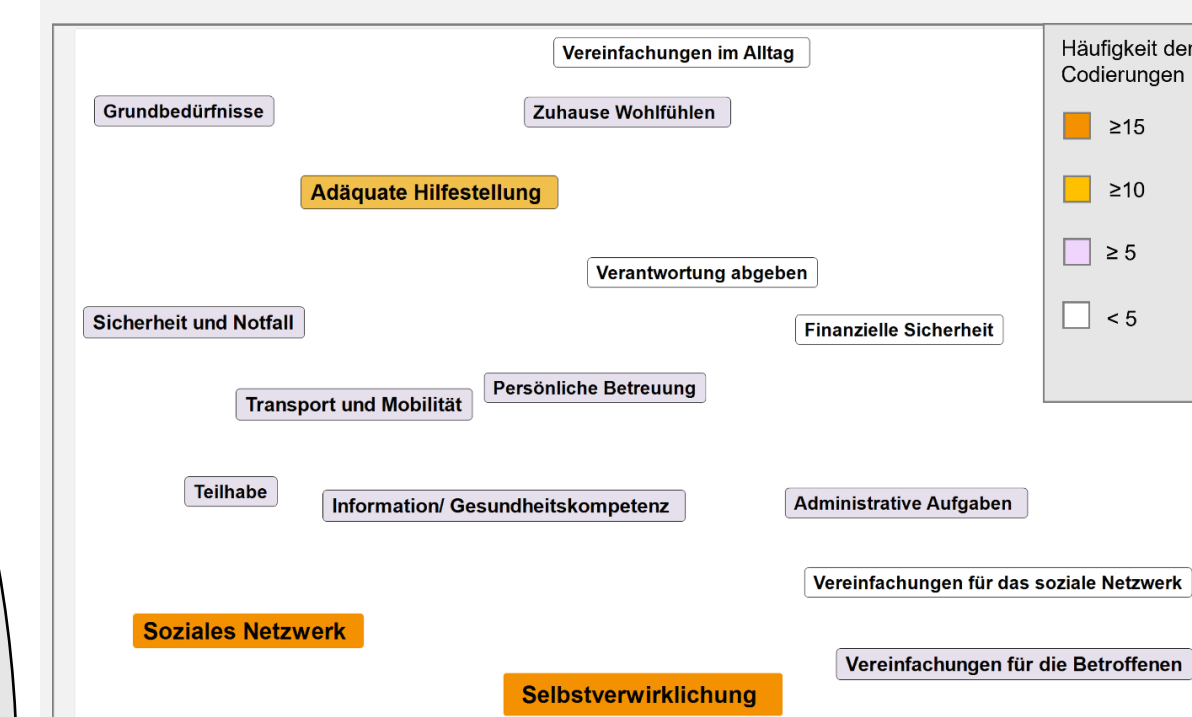 Vereinfachungen im Alltag
Grundbedürfnisse
Zuhause Wohlfühlen
Adäquate Hilfestellung
Verantwortung abgeben
Sicherheit und Notfall
Finanzielle Sicherheit
Persönliche Betreuung
Transport und Mobilität
Teilhabe
Information/ Gesundheitskompetenz
Administrative Aufgaben
Vereinfachungen für das soziale Netzwerk
Soziales Netzwerk
Vereinfachungen für die Betroffenen
Selbstverwirklichung
Häufigkeit der
Codierungen
≥15
≥10
≥ 5
< 5